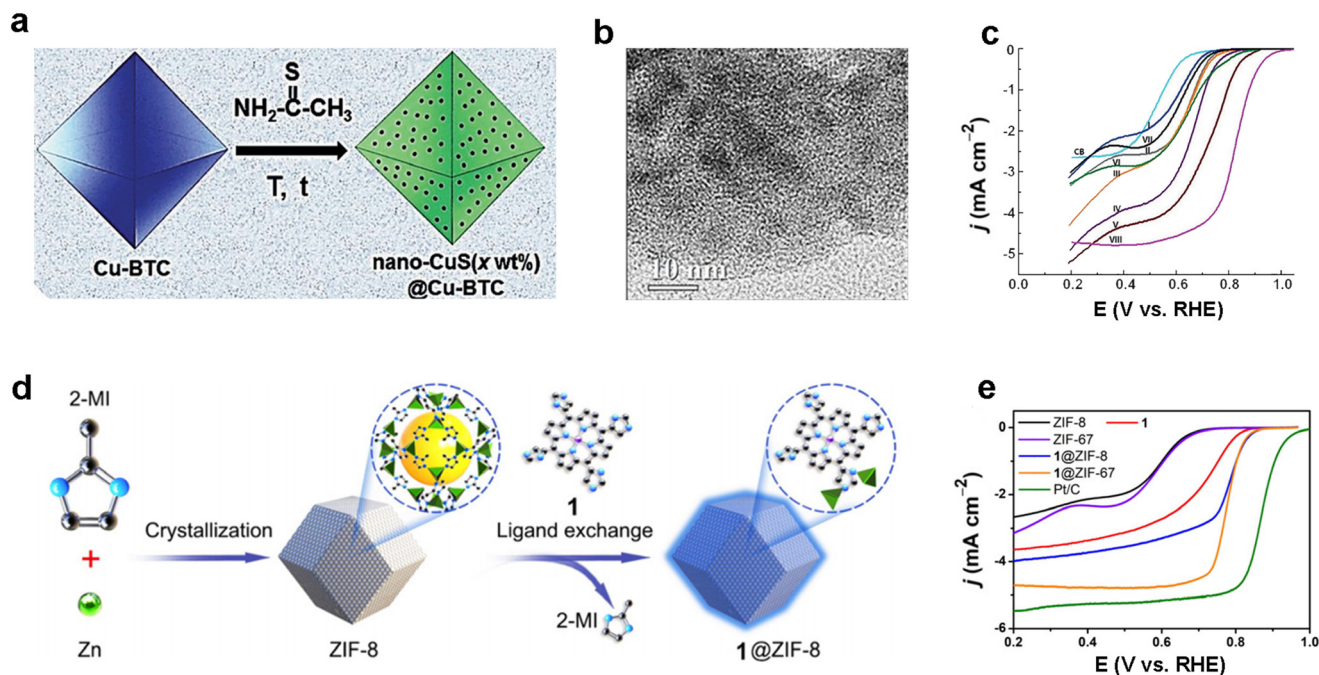 a
S
NH₂-C-CH₃
T, t
Cu-BTC
nano-CuS(x wt%)
@Cu-BTC
b
10 nm
c
j (mA cm⁻²)
0
-1
-2
-3
-4
-5
CB
I
VII
II
VI
III
IV
V
VIII
0.0 0.2 0.4 0.6 0.8 1.0
E (V vs. RHE)
d
2-MI
+
Zn
Crystallization
ZIF-8
1
Ligand exchange
2-MI
1@ZIF-8
e
j (mA cm⁻²)
0
-2
-4
-6
ZIF-8 1
ZIF-67
1@ZIF-8
1@ZIF-67
Pt/C
0.2 0.4 0.6 0.8 1.0
E (V vs. RHE)